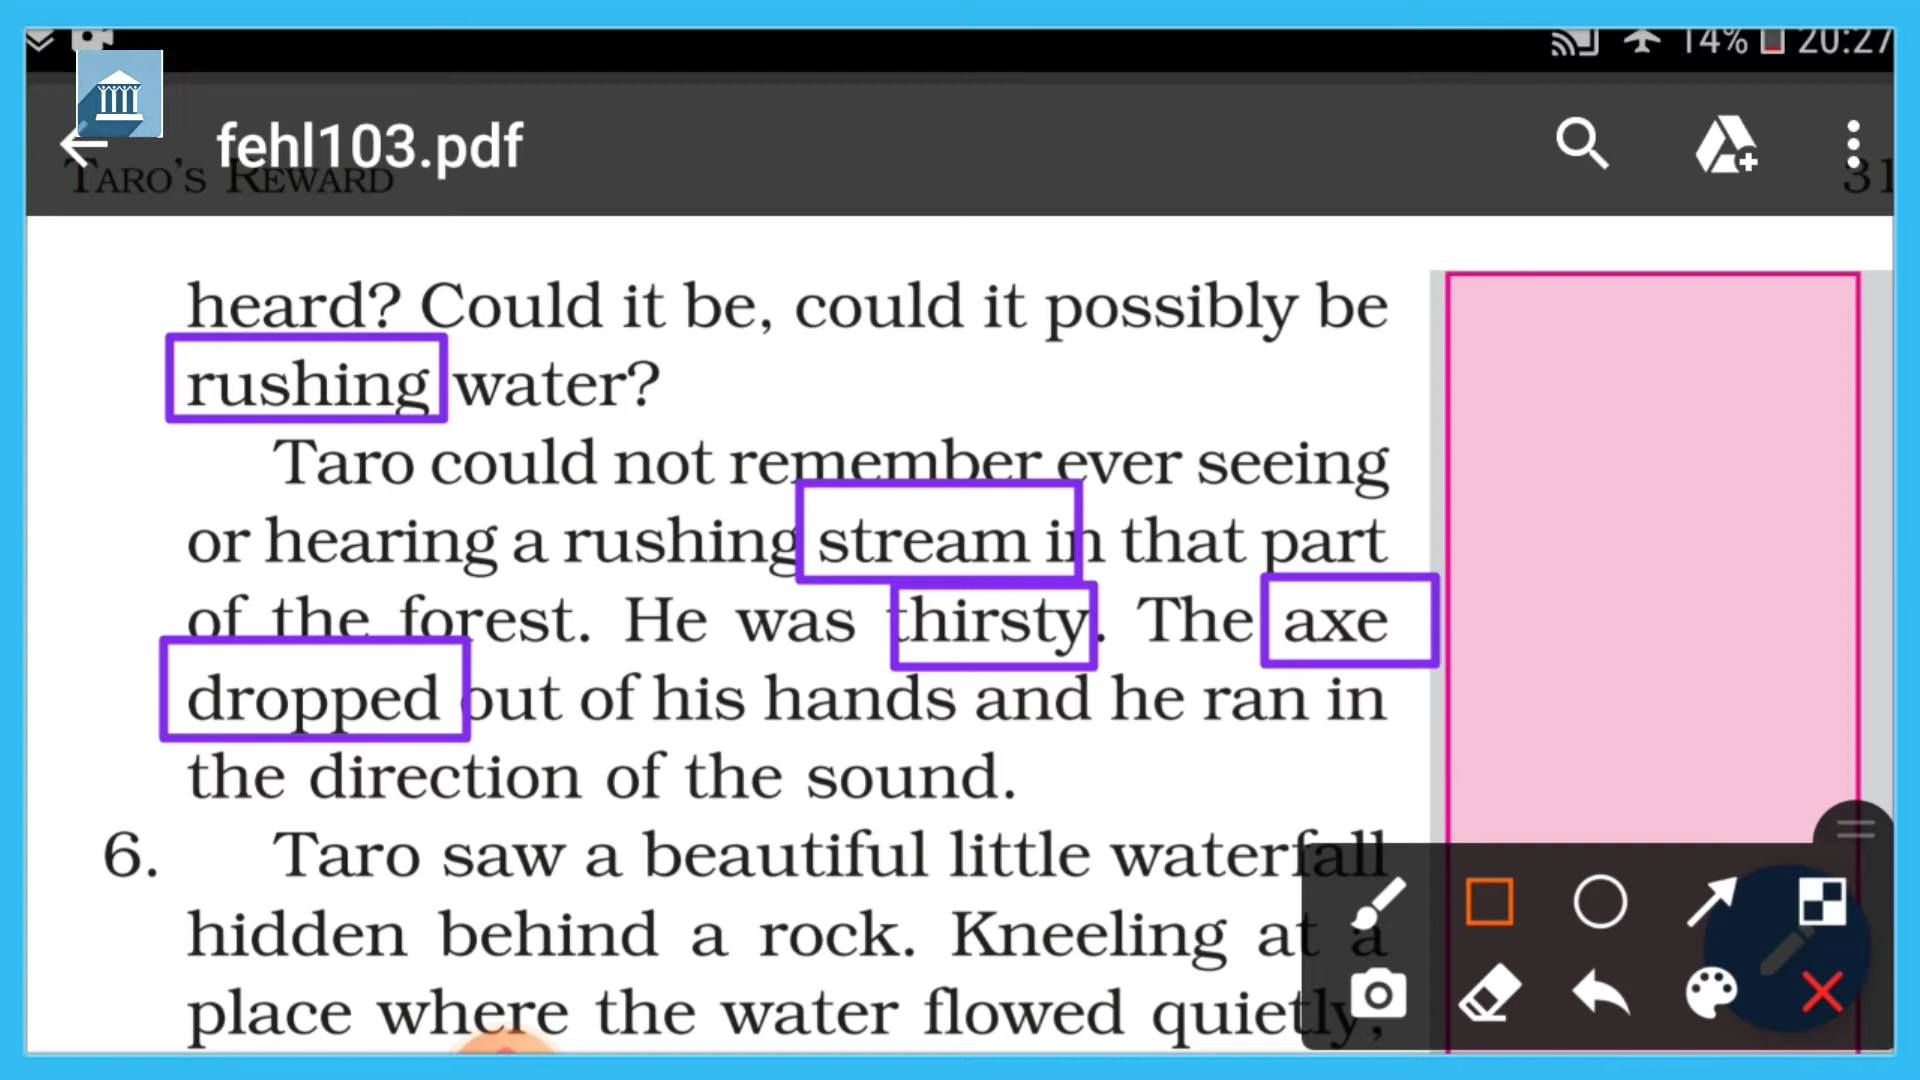 14% 20:27
fehl103.pdf
TARO'S REWARD 31
heard? Could it be, could it possibly be
rushing water?
Taro could not remember ever seeing
or hearing a rushing stream in that part
of the forest. He was thirsty. The axe
dropped out of his hands and he ran in
the direction of the sound.
6. Taro saw a beautiful little waterfall
hidden behind a rock. Kneeling at a
place where the water flowed quietly,